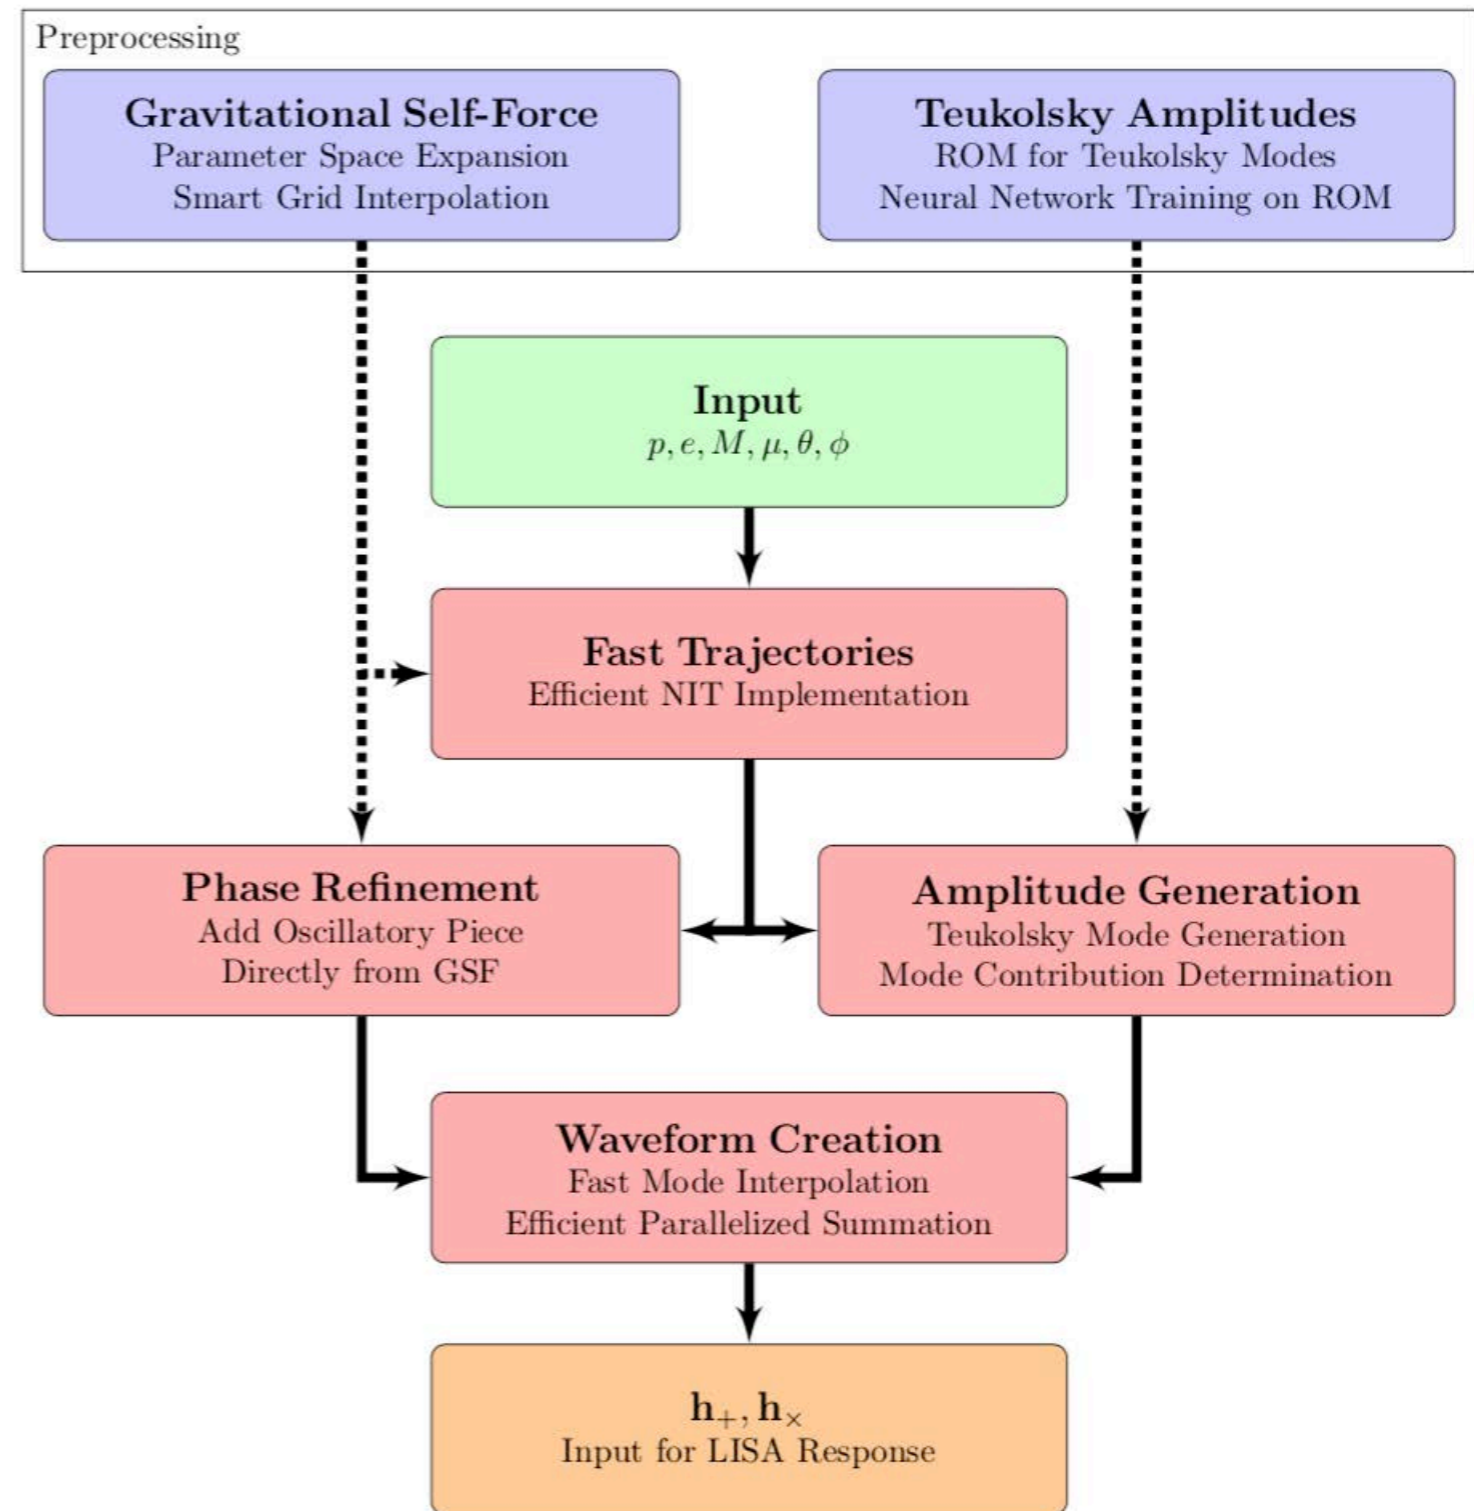 Preprocessing
Gravitational Self-Force
Parameter Space Expansion
Smart Grid Interpolation
Teukolsky Amplitudes
ROM for Teukolsky Modes
Neural Network Training on ROM
Input
p, e, M, μ, θ, ϕ
Fast Trajectories
Efficient NIT Implementation
Phase Refinement
Add Oscillatory Piece
Directly from GSF
Amplitude Generation
Teukolsky Mode Generation
Mode Contribution Determination
Waveform Creation
Fast Mode Interpolation
Efficient Parallelized Summation
h₊, h×
Input for LISA Response